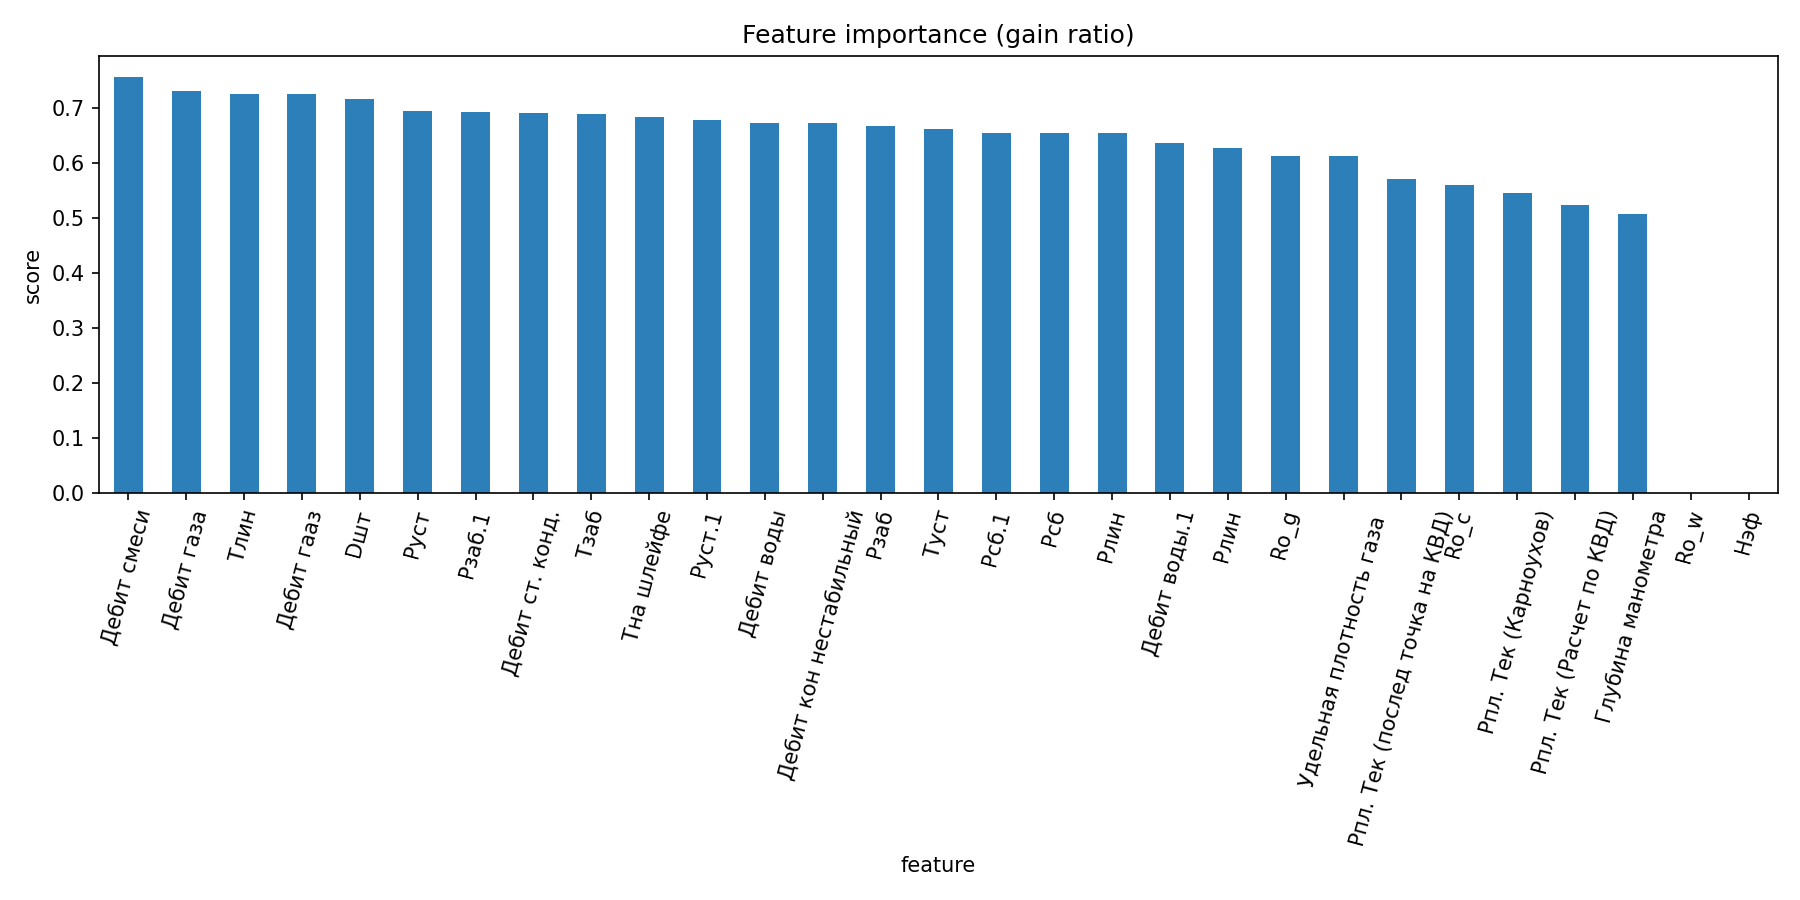 Feature importance (gain ratio)
score
0.7
0.6
0.5
0.4
0.3
0.2
0.1
0.0
Дебит смеси
Дебит газа
Тлин
Дебит гааз
Dшт
Руст
Рзаб.1
Дебит ст. конд.
Тзаб
Тна шлейфе
Руст.1
Дебит воды
Дебит кон нестабильный
Рзаб
Туст
Рсб.1
Рсб
Рлин
Дебит воды.1
Рлин
Ro_g
Удельная плотность газа
Рпл. Тек (послед точка на КВД)
Ro_c
Рпл. Тек (Карноухов)
Рпл. Тек (Расчет по КВД)
Глубина манометра
Ro_w
Нэф
feature